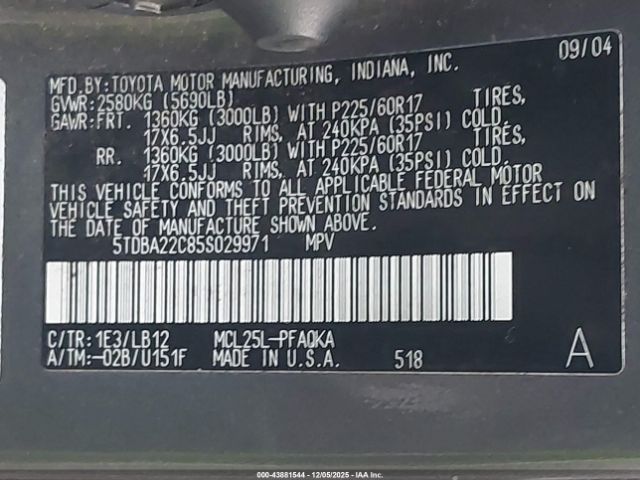 09/04
MFD.BY:TOYOTA MOTOR MANUFACTURING, INDIANA, INC.
GVWR:2580KG (5690LB)
GAWR:FRT. 1360KG (3000LB) WITH P225/60R17 TIRES,
17X6.5JJ RIMS, AT 240KPA (35PSI) COLD.
RR. 1360KG (3000LB) WITH P225/60R17 TIRES,
17X6.5JJ RIMS, AT 240KPA (35PSI) COLD.
THIS VEHICLE CONFORMS TO ALL APPLICABLE FEDERAL MOTOR
VEHICLE SAFETY AND THEFT PREVENTION STANDARDS IN EFFECT ON
THE DATE OF MANUFACTURE SHOWN ABOVE.
5TDBA22C85S029971 MPV
C/TR:1E3/LB12 MCL25L-PFAQKA
A/TM:-02B/U151F MADE IN U.S.A. 518 A
000-43881544 - 12/05/2025 - IAA Inc.